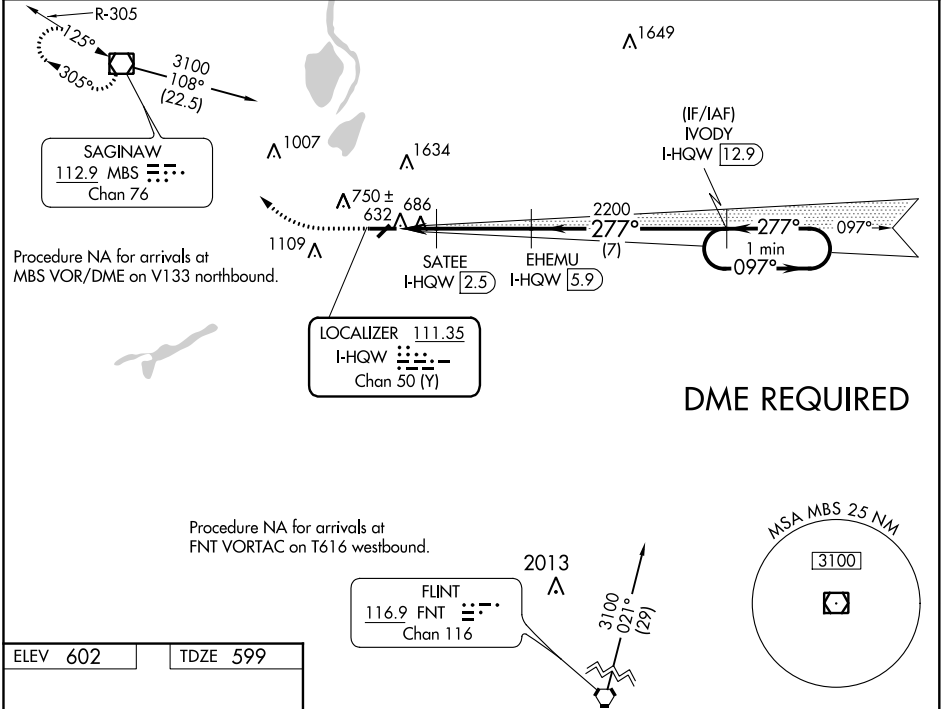 R-305
125°
305°
3100
108°
(22.5)
SAGINAW
112.9 MBS
Chan 76
Procedure NA for arrivals at
MBS VOR/DME on V133 northbound.
1649
1007
1634
750 ±
632
686
1109
(IF/IAF)
IVODY
I-HQW 12.9
2200
277°
(7)
277°
097°
1 min
097°
SATEE
I-HQW 2.5
EHEMU
I-HQW 5.9
LOCALIZER 111.35
I-HQW
Chan 50 (Y)
DME REQUIRED
Procedure NA for arrivals at
FNT VORTAC on T616 westbound.
2013
FLINT
116.9 FNT
Chan 116
3100
021°
(29)
MSA MBS 25 NM
3100
ELEV 602
TDZE 599